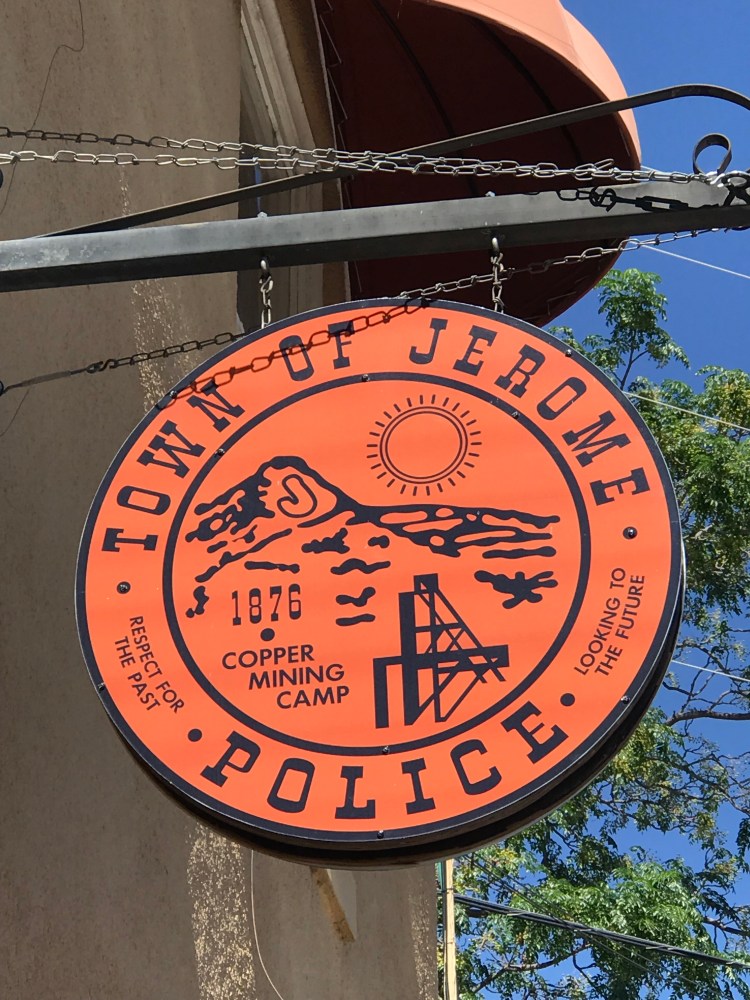 TOWN OF JEROME
1876
COPPER
MINING
CAMP
RESPECT FOR
THE PAST
LOOKING TO
THE FUTURE
POLICE